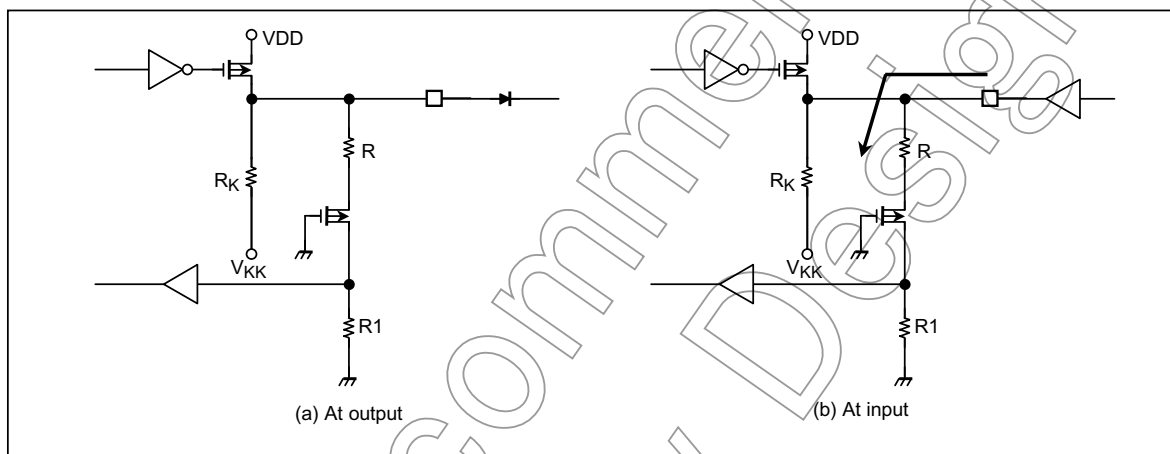 VDD
R
RK
VKK
R1
(a) At output
VDD
R
RK
VKK
R1
(b) At input